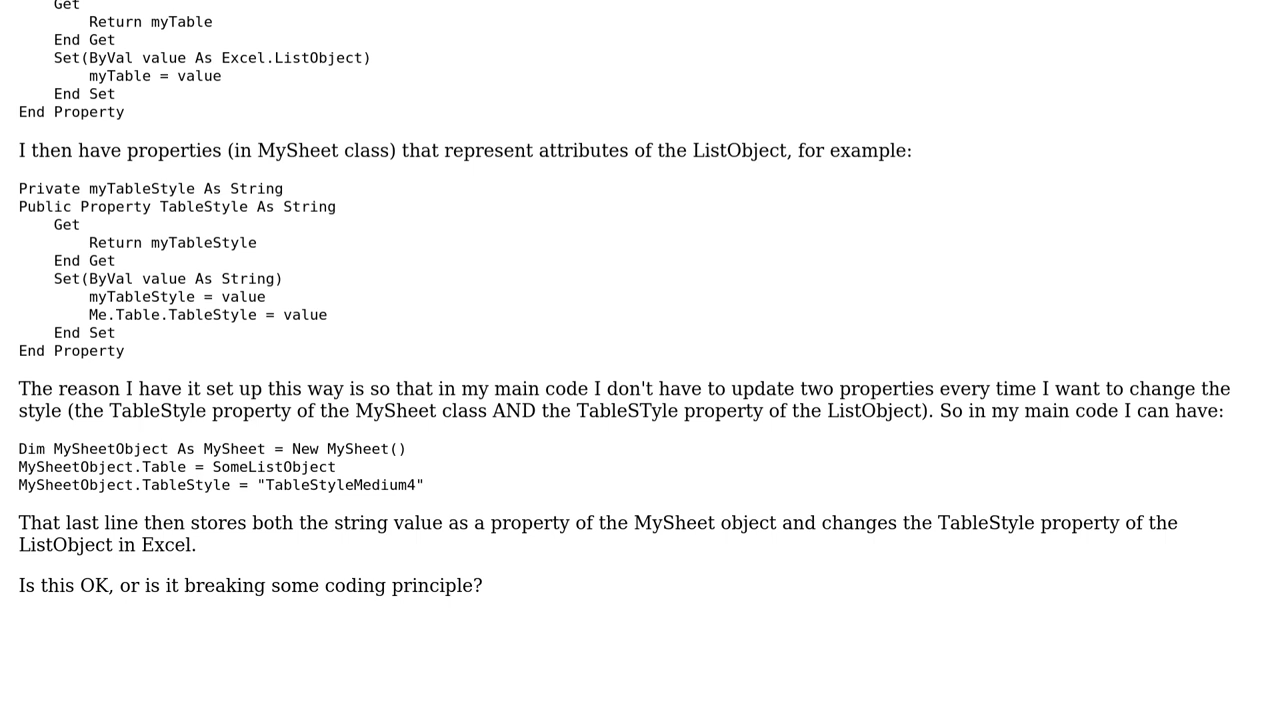 Get
Return myTable
End Get
Set(ByVal value As Excel.ListObject)
myTable = value
End Set
End Property
I then have properties (in MySheet class) that represent attributes of the ListObject, for example:
Private myTableStyle As String
Public Property TableStyle As String
Get
Return myTableStyle
End Get
Set(ByVal value As String)
myTableStyle = value
Me.Table.TableStyle = value
End Set
End Property
The reason I have it set up this way is so that in my main code I don't have to update two properties every time I want to change the
style (the TableStyle property of the MySheet class AND the TableSTyle property of the ListObject). So in my main code I can have:
Dim MySheetObject As MySheet = New MySheet()
MySheetObject.Table = SomeListObject
MySheetObject.TableStyle = "TableStyleMedium4"
That last line then stores both the string value as a property of the MySheet object and changes the TableStyle property of the
ListObject in Excel.
Is this OK, or is it breaking some coding principle?